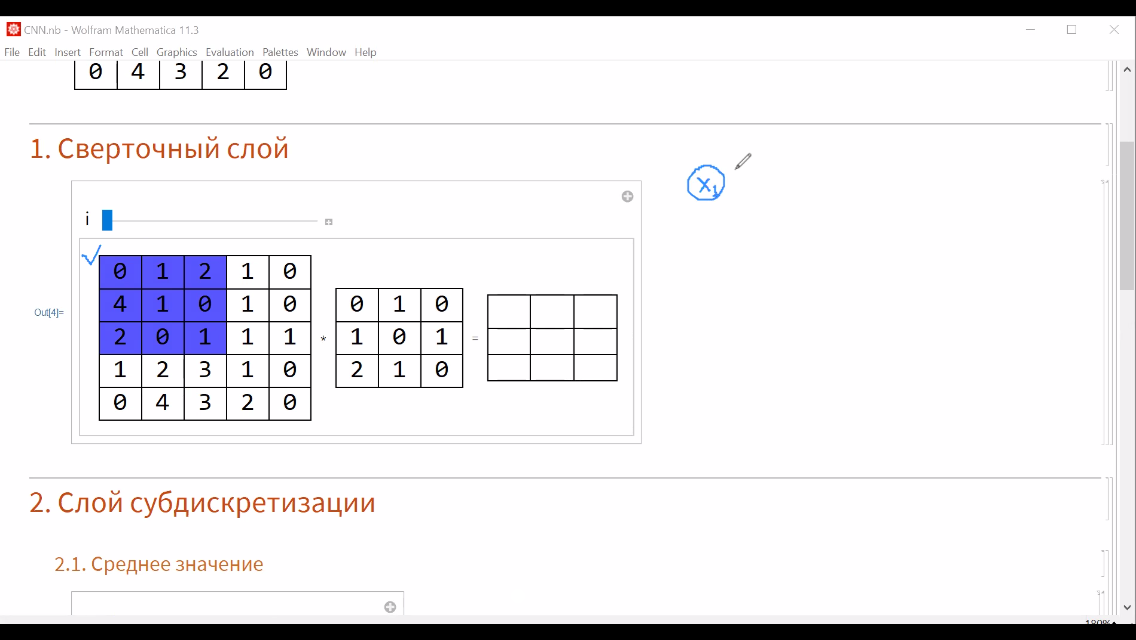 CNN.nb - Wolfram Mathematica 11.3
File Edit Insert Format Cell Graphics Evaluation Palettes Window Help
0 4 3 2 0
1. Сверточный слой
x₁
i
0 1 2 1 0
4 1 0 1 0
2 0 1 1 1
1 2 3 1 0
0 4 3 2 0
Out[4]=
*
0 1 0
1 0 1
2 1 0
=
2. Слой субдискретизации
2.1. Среднее значение